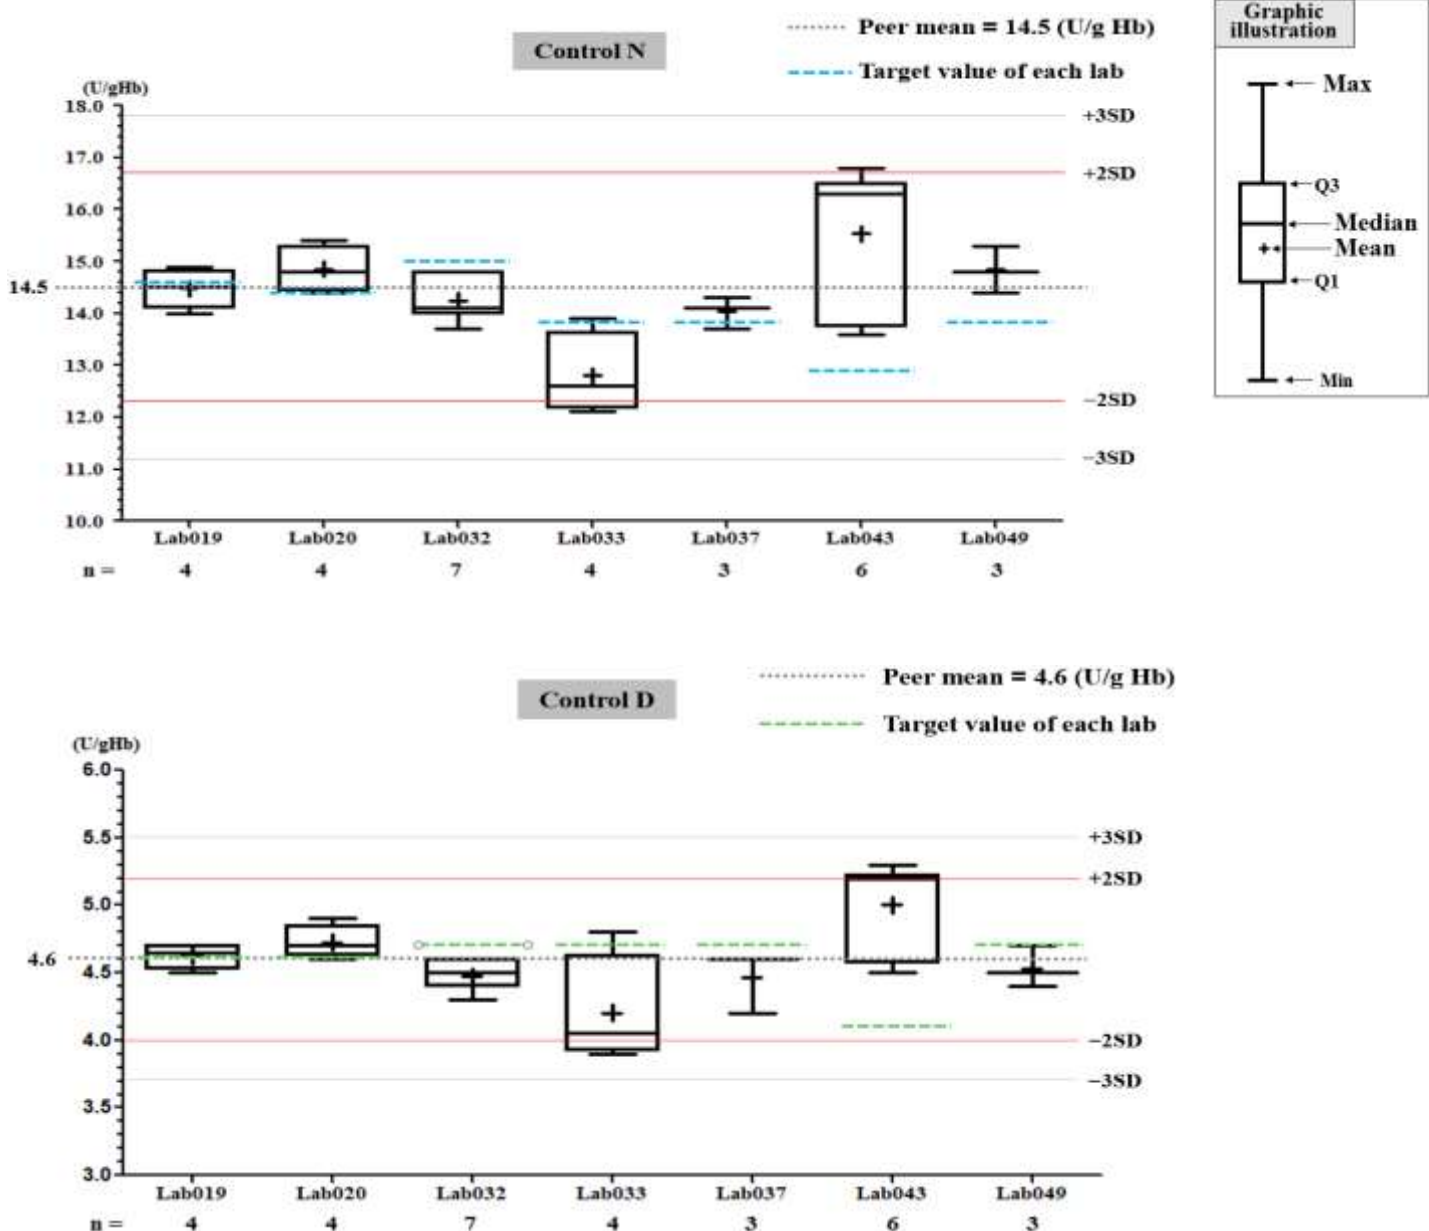 Control N
Peer mean = 14.5 (U/g Hb)
Target value of each lab
(U/gHb)
18.0
17.0
16.0
15.0
14.5
14.0
13.0
12.0
11.0
10.0
+3SD
+2SD
−2SD
−3SD
Lab019 Lab020 Lab032 Lab033 Lab037 Lab043 Lab049
n = 4 4 7 4 3 6 3
Graphic
illustration
Max
Q3
Median
Mean
Q1
Min
Control D
Peer mean = 4.6 (U/g Hb)
Target value of each lab
(U/gHb)
6.0
5.5
5.0
4.6
4.5
4.0
3.5
3.0
+3SD
+2SD
−2SD
−3SD
Lab019 Lab020 Lab032 Lab033 Lab037 Lab043 Lab049
n = 4 4 7 4 3 6 3